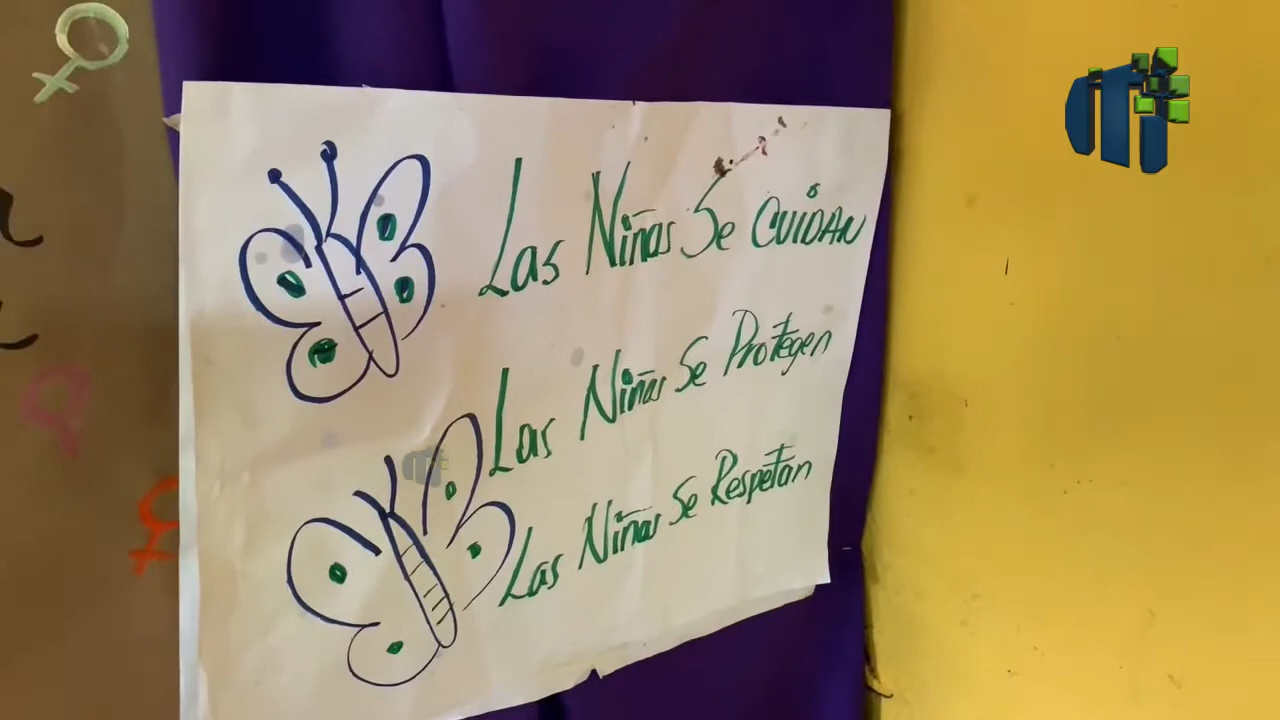 Las Niñas Se CUiDAN
Las Niñas Se Protegen
Las Niñas Se Respetan